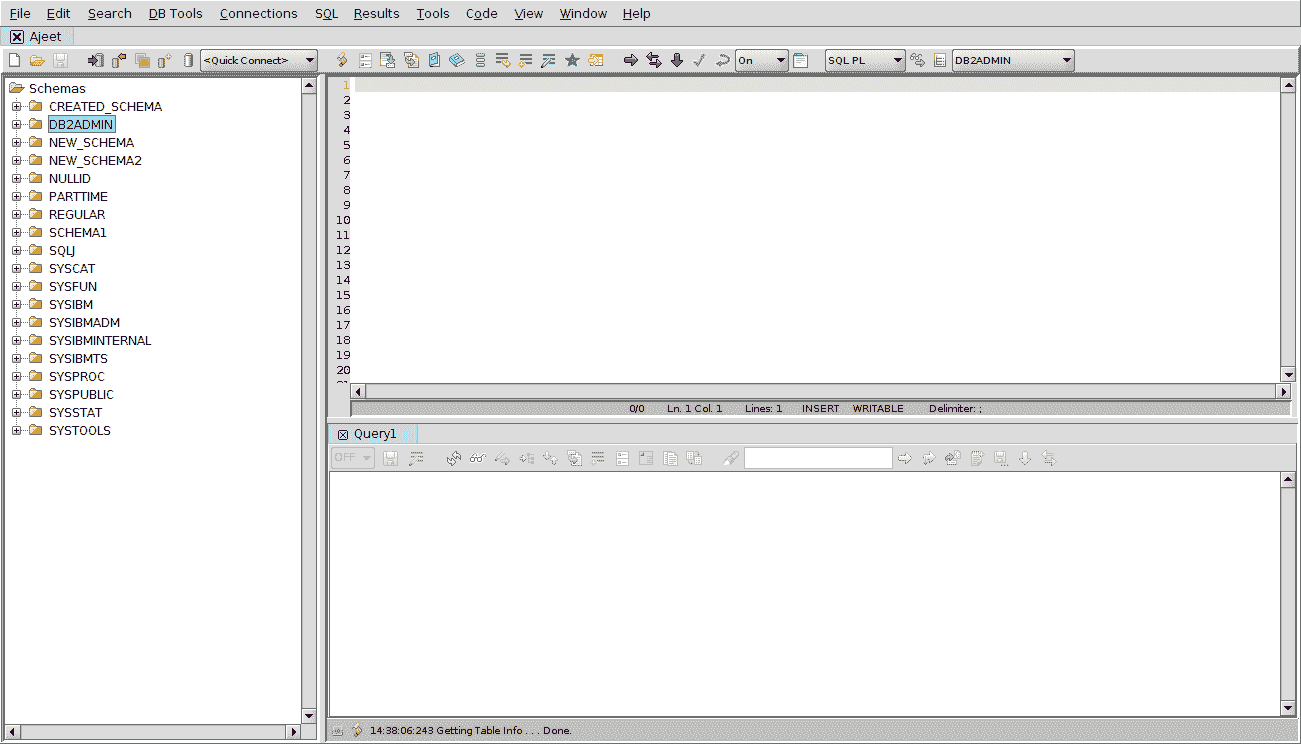 File Edit Search DB Tools Connections SQL Results Tools Code View Window Help
Ajeet
<Quick Connect> On SQL PL DB2ADMIN
Schemas
CREATED_SCHEMA
DB2ADMIN
NEW_SCHEMA
NEW_SCHEMA2
NULLID
PARTTIME
REGULAR
SCHEMA1
SQLJ
SYSCAT
SYSFUN
SYSIBM
SYSIBMADM
SYSIBMINTERNAL
SYSIBMTS
SYSPROC
SYSPUBLIC
SYSSTAT
SYSTOOLS
1
2
3
4
5
6
7
8
9
10
11
12
13
14
15
16
17
18
19
20
0/0 Ln. 1 Col. 1 Lines: 1 INSERT WRITABLE Delimiter: ;
Query1
OFF
14:38:06:243 Getting Table Info . . . Done.